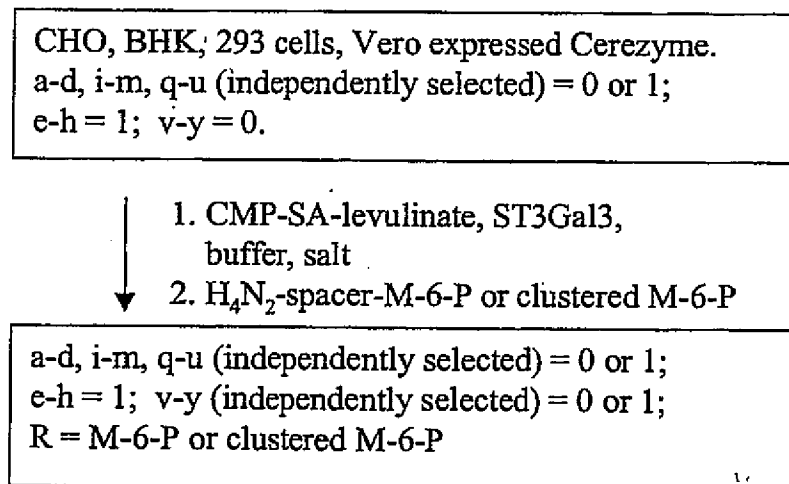 CHO, BHK, 293 cells, Vero expressed Cerezyme.
a-d, i-m, q-u (independently selected) = 0 or 1;
e-h = 1; v-y = 0.
1. CMP-SA-levulinate, ST3Gal3,
buffer, salt
2. H₄N₂-spacer-M-6-P or clustered M-6-P
a-d, i-m, q-u (independently selected) = 0 or 1;
e-h = 1; v-y (independently selected) = 0 or 1;
R = M-6-P or clustered M-6-P